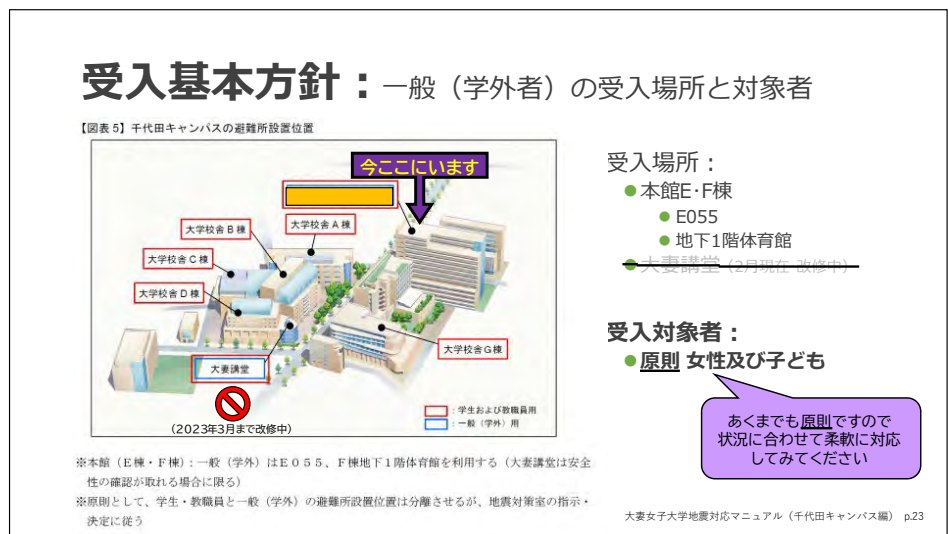 受入基本方針：一般（学外者）の受入場所と対象者
【図表5】千代田キャンパスの避難所設置位置
今ここにいます
大学校舎A棟
大学校舎B棟
大学校舎C棟
大学校舎D棟
大学校舎G棟
大妻講堂
（2023年3月まで改修中）
：学生および教職員用
：一般（学外）用
※本館（E棟・F棟）：一般（学外）はE055、F棟地下1階体育館を利用する（大妻講堂は安全
性の確認が取れる場合に限る）
※原則として、学生・教職員と一般（学外）の避難所設置位置は分離させるが、地震対策室の指示・
決定に従う
受入場所：
●本館E･F棟
●E055
●地下1階体育館
●大妻講堂（2月現在 改修中）
受入対象者：
●原則 女性及び子ども
あくまでも原則ですので
状況に合わせて柔軟に対応
してみてください
大妻女子大学地震対応マニュアル（千代田キャンパス編） p.23